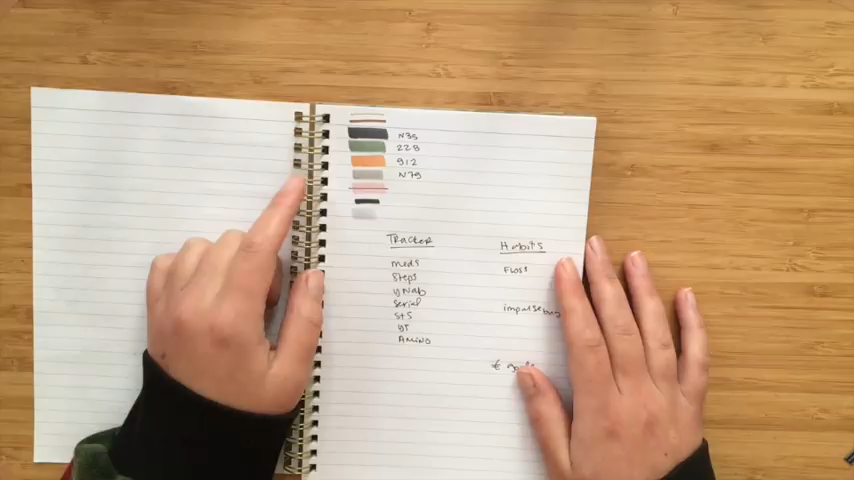 N35
228
912
N79
Tracker
Habits
meds
Steps
YNAB
Serial
StS
YT
Amino
Floss
impulse buy
€